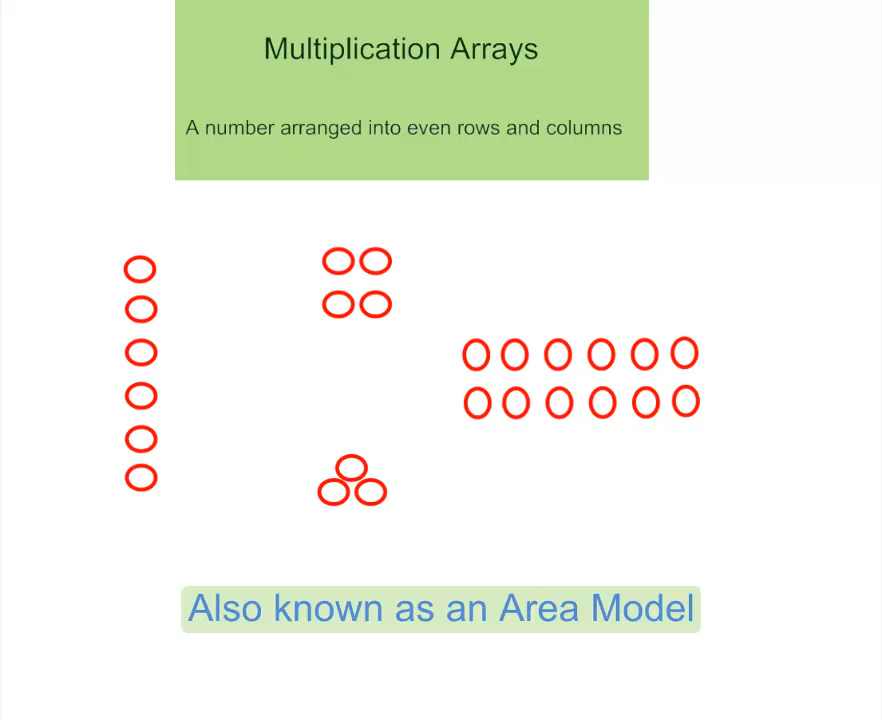 Multiplication Arrays
A number arranged into even rows and columns
Also known as an Area Model